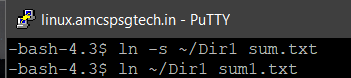 linux.amcspsgtech.in - PuTTY
-bash-4.3$ ln -s ~/Dir1 sum.txt
-bash-4.3$ ln ~/Dir1 sum1.txt